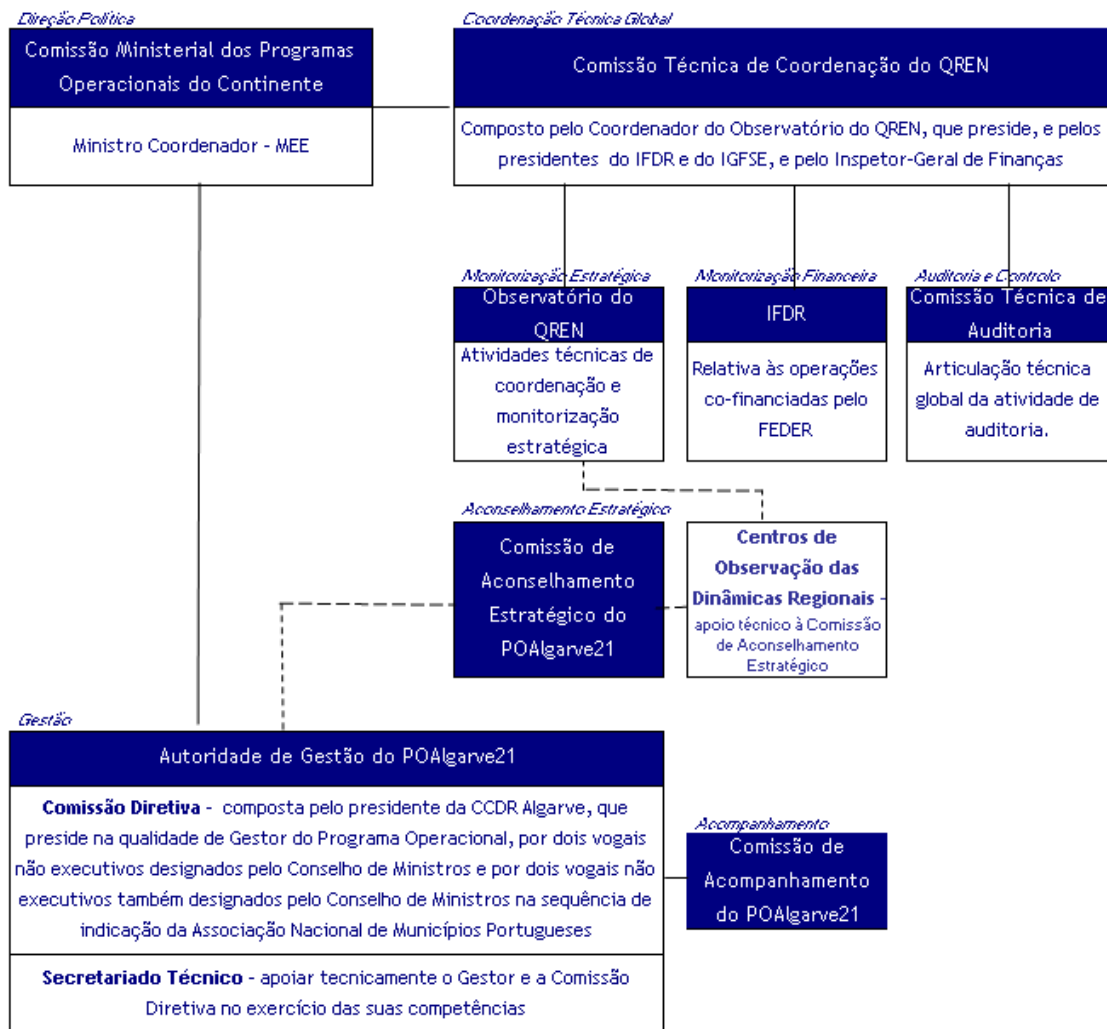 Direção Política
Comissão Ministerial dos Programas
Operacionais do Continente
Ministro Coordenador - MEE
Coordenação Técnica Global
Comissão Técnica de Coordenação do QREN
Composto pelo Coordenador do Observatório do QREN, que preside, e pelos
presidentes do IFDR e do IGFSE, e pelo Inspetor-Geral de Finanças
Monitorização Estratégica
Observatório do
QREN
Atividades técnicas de
coordenação e
monitorização
estratégica
Monitorização Financeira
IFDR
Relativa às operações
co-financiadas pelo
FEDER
Auditoria e Controlo
Comissão Técnica de
Auditoria
Articulação técnica
global da atividade de
auditoria.
Aconselhamento Estratégico
Comissão de
Aconselhamento
Estratégico do
POAlgarve21
Centros de
Observação das
Dinâmicas Regionais -
apoio técnico à Comissão
de Aconselhamento
Estratégico
Gestão
Autoridade de Gestão do POAlgarve21
Comissão Diretiva - composta pelo presidente da CCDR Algarve, que
preside na qualidade de Gestor do Programa Operacional, por dois vogais
não executivos designados pelo Conselho de Ministros e por dois vogais não
executivos também designados pelo Conselho de Ministros na sequência de
indicação da Associação Nacional de Municípios Portugueses
Secretariado Técnico - apoiar tecnicamente o Gestor e a Comissão
Diretiva no exercício das suas competências
Acompanhamento
Comissão de
Acompanhamento
do POAlgarve21